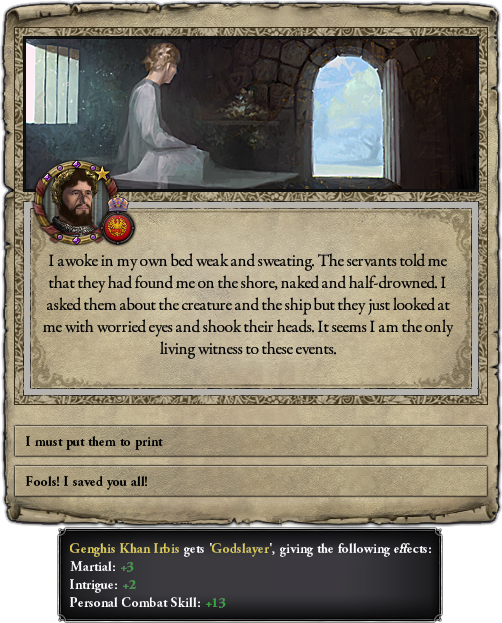 I awoke in my own bed weak and sweating. The servants told me
that they had found me on the shore, naked and half-drowned. I
asked them about the creature and the ship but they just looked at
me with worried eyes and shook their heads. It seems I am the only
living witness to these events.
I must put them to print
Fools! I saved you all!
Genghis Khan Irbis gets 'Godslayer', giving the following effects:
Martial: +3
Intrigue: +2
Personal Combat Skill: +13